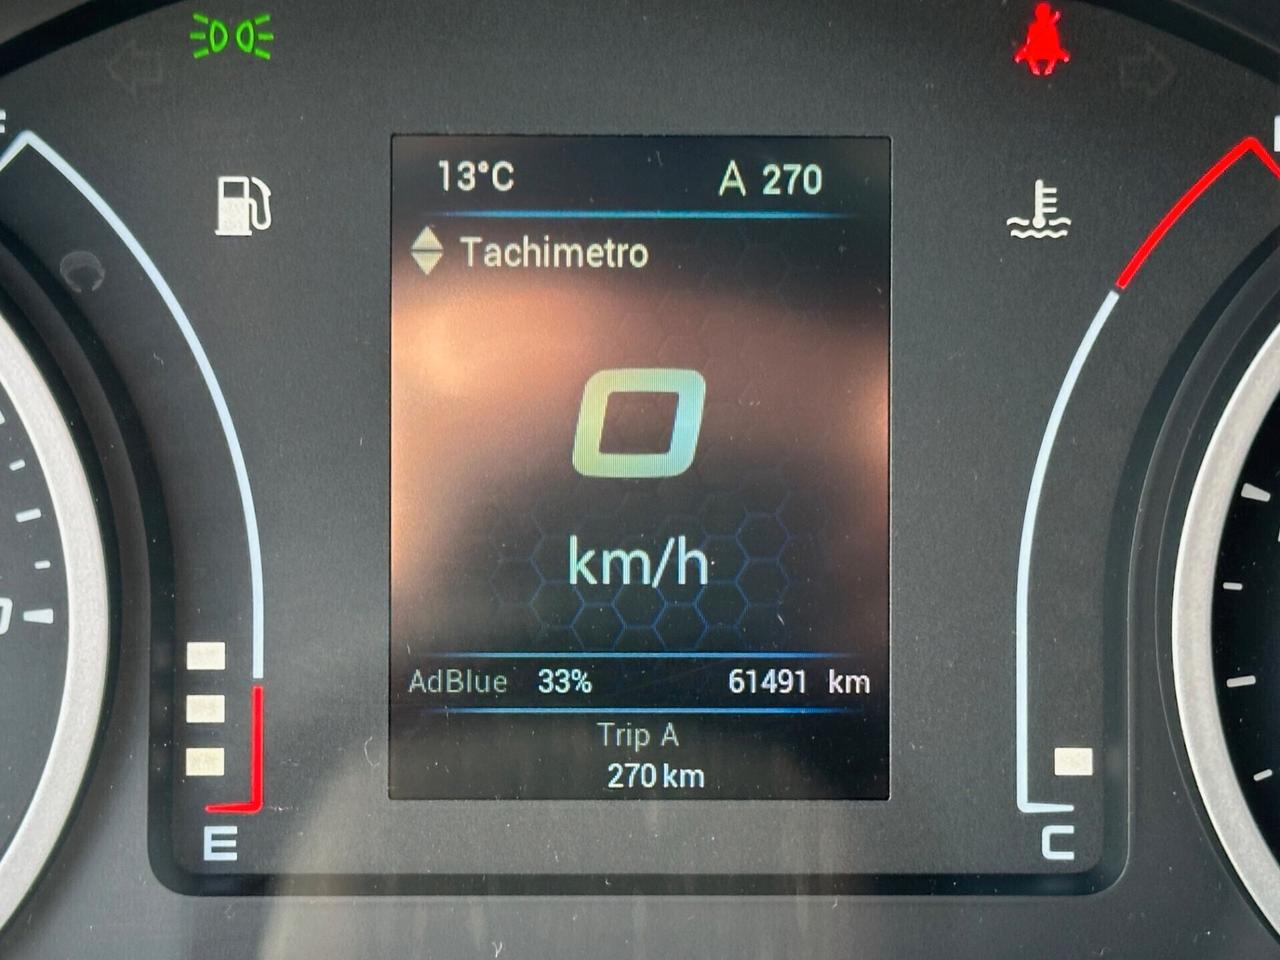 13°C A 270
Tachimetro
0
km/h
AdBlue 33% 61491 km
Trip A
270 km
E
C